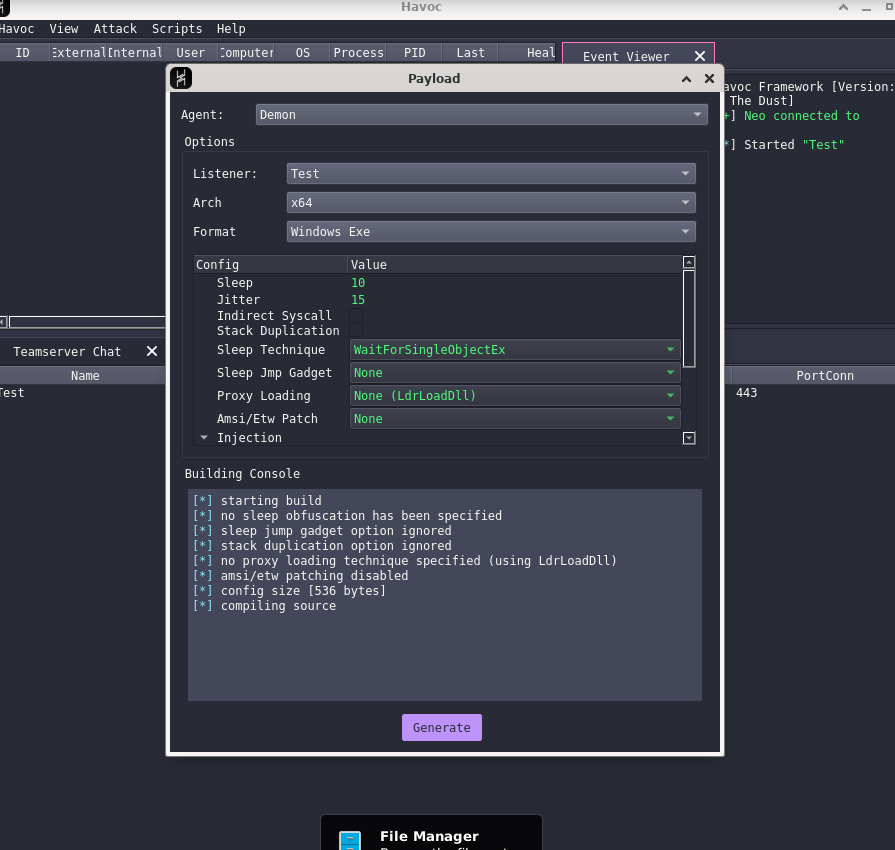 Havoc
Havoc View Attack Scripts Help
ID External Internal User Computer OS Process PID Last Heal
Event Viewer
Payload
avoc Framework [Version:
The Dust]
+] Neo connected to
*] Started "Test"
Agent: Demon
Options
Listener: Test
Arch x64
Format Windows Exe
Config Value
Sleep 10
Jitter 15
Indirect Syscall
Stack Duplication
Sleep Technique WaitForSingleObjectEx
Sleep Jmp Gadget None
Proxy Loading None (LdrLoadDll)
Amsi/Etw Patch None
Injection
Teamserver Chat
Name PortConn
Test 443
Building Console
[*] starting build
[*] no sleep obfuscation has been specified
[*] sleep jump gadget option ignored
[*] stack duplication option ignored
[*] no proxy loading technique specified (using LdrLoadDll)
[*] amsi/etw patching disabled
[*] config size [536 bytes]
[*] compiling source
Generate
File Manager